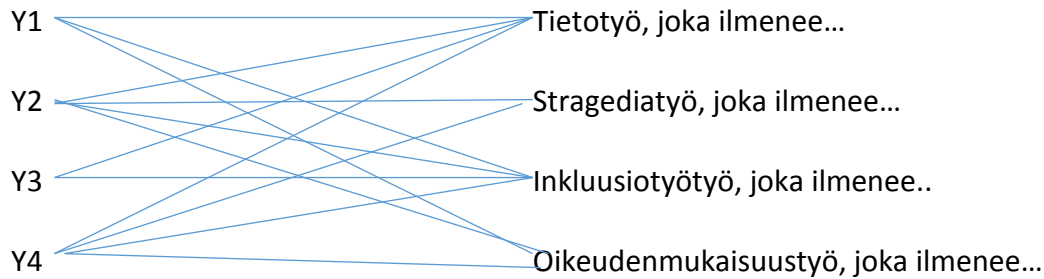 Y1 Tietotyö, joka ilmenee…
Y2 Stragediatyö, joka ilmenee…
Y3 Inkluusiotyötyö, joka ilmenee..
Y4 Oikeudenmukaisuustyö, joka ilmenee…